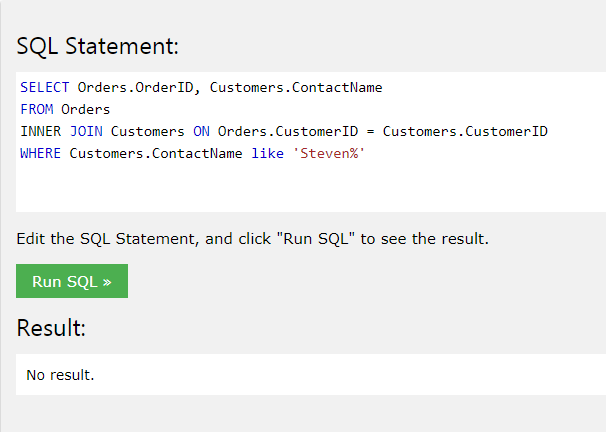 SQL Statement:
SELECT Orders.OrderID, Customers.ContactName
FROM Orders
INNER JOIN Customers ON Orders.CustomerID = Customers.CustomerID
WHERE Customers.ContactName like 'Steven%'
Edit the SQL Statement, and click "Run SQL" to see the result.
Run SQL »
Result:
No result.